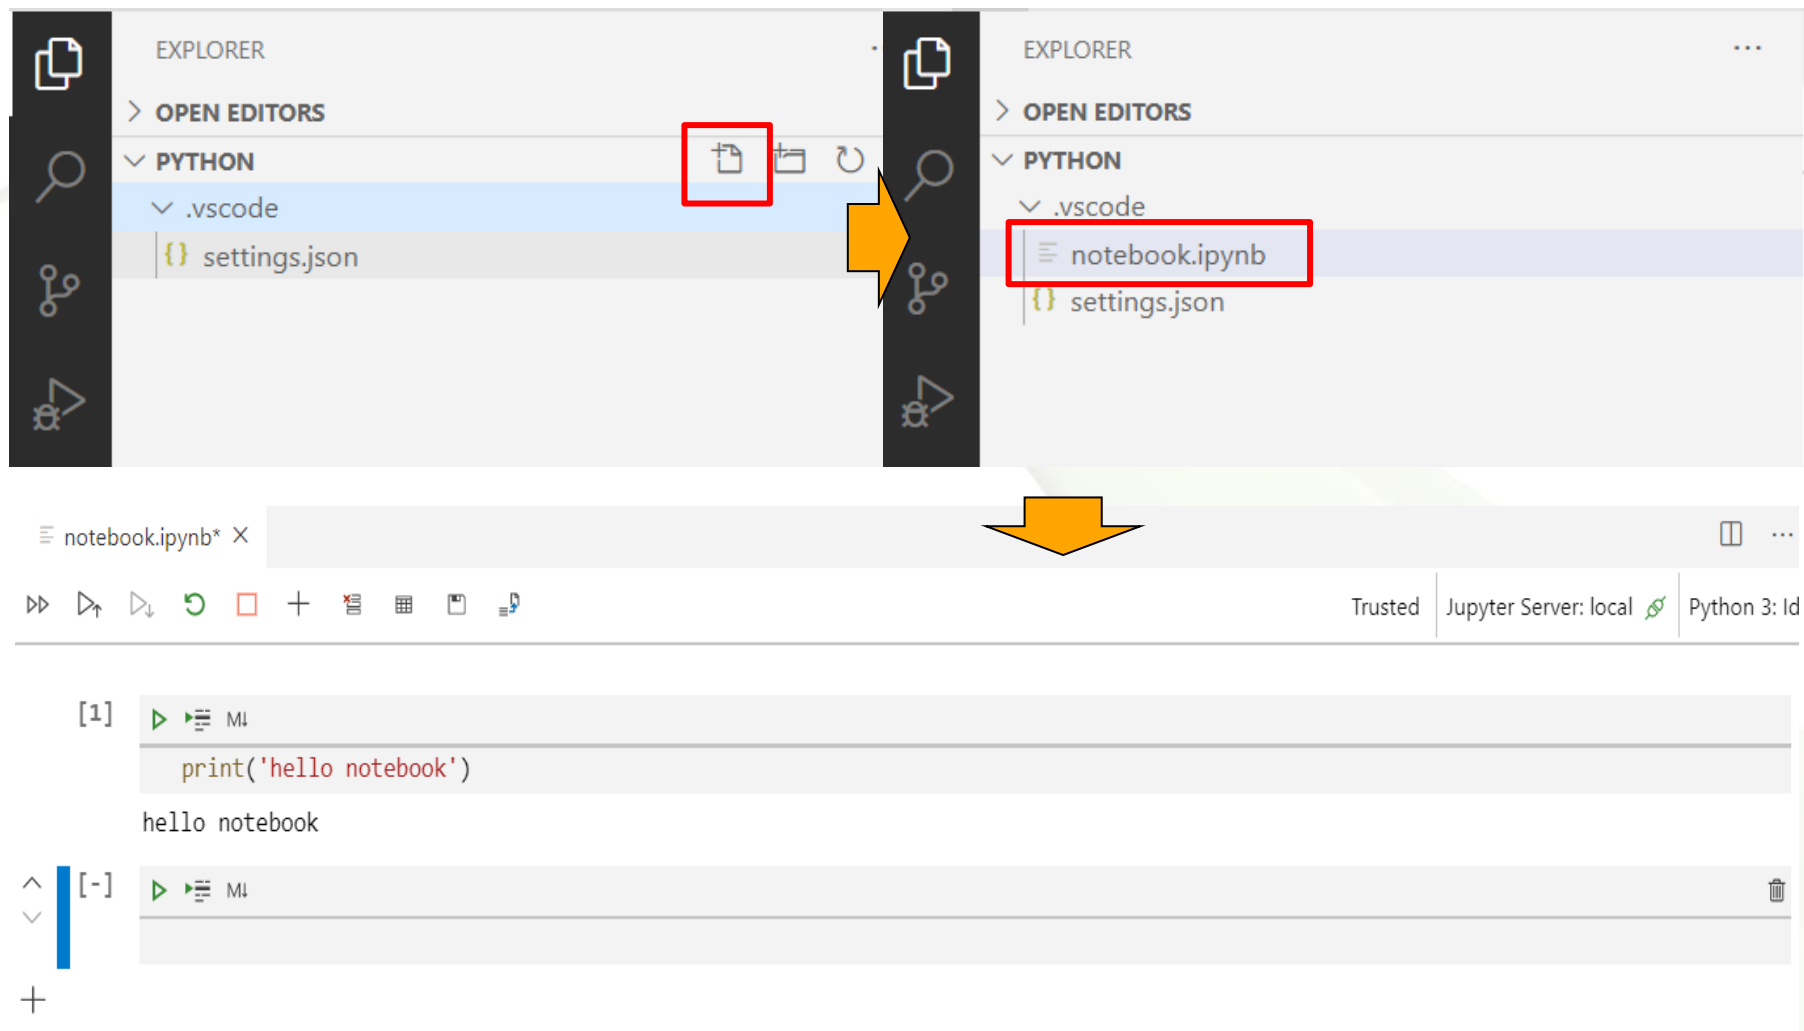 EXPLORER
OPEN EDITORS
PYTHON
.vscode
{} settings.json
EXPLORER
OPEN EDITORS
PYTHON
.vscode
notebook.ipynb
{} settings.json
notebook.ipynb*
Trusted
Jupyter Server: local
Python 3: Id
[1]
M↓
print('hello notebook')
hello notebook
[-]
M↓